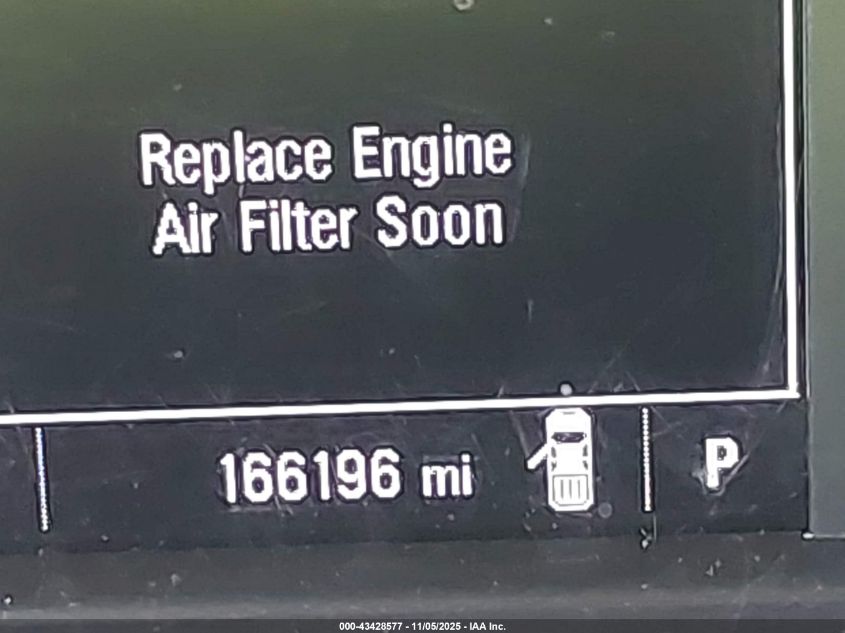 Replace Engine
Air Filter Soon
166196 mi P
000-43428577 - 11/05/2025 - IAA Inc.